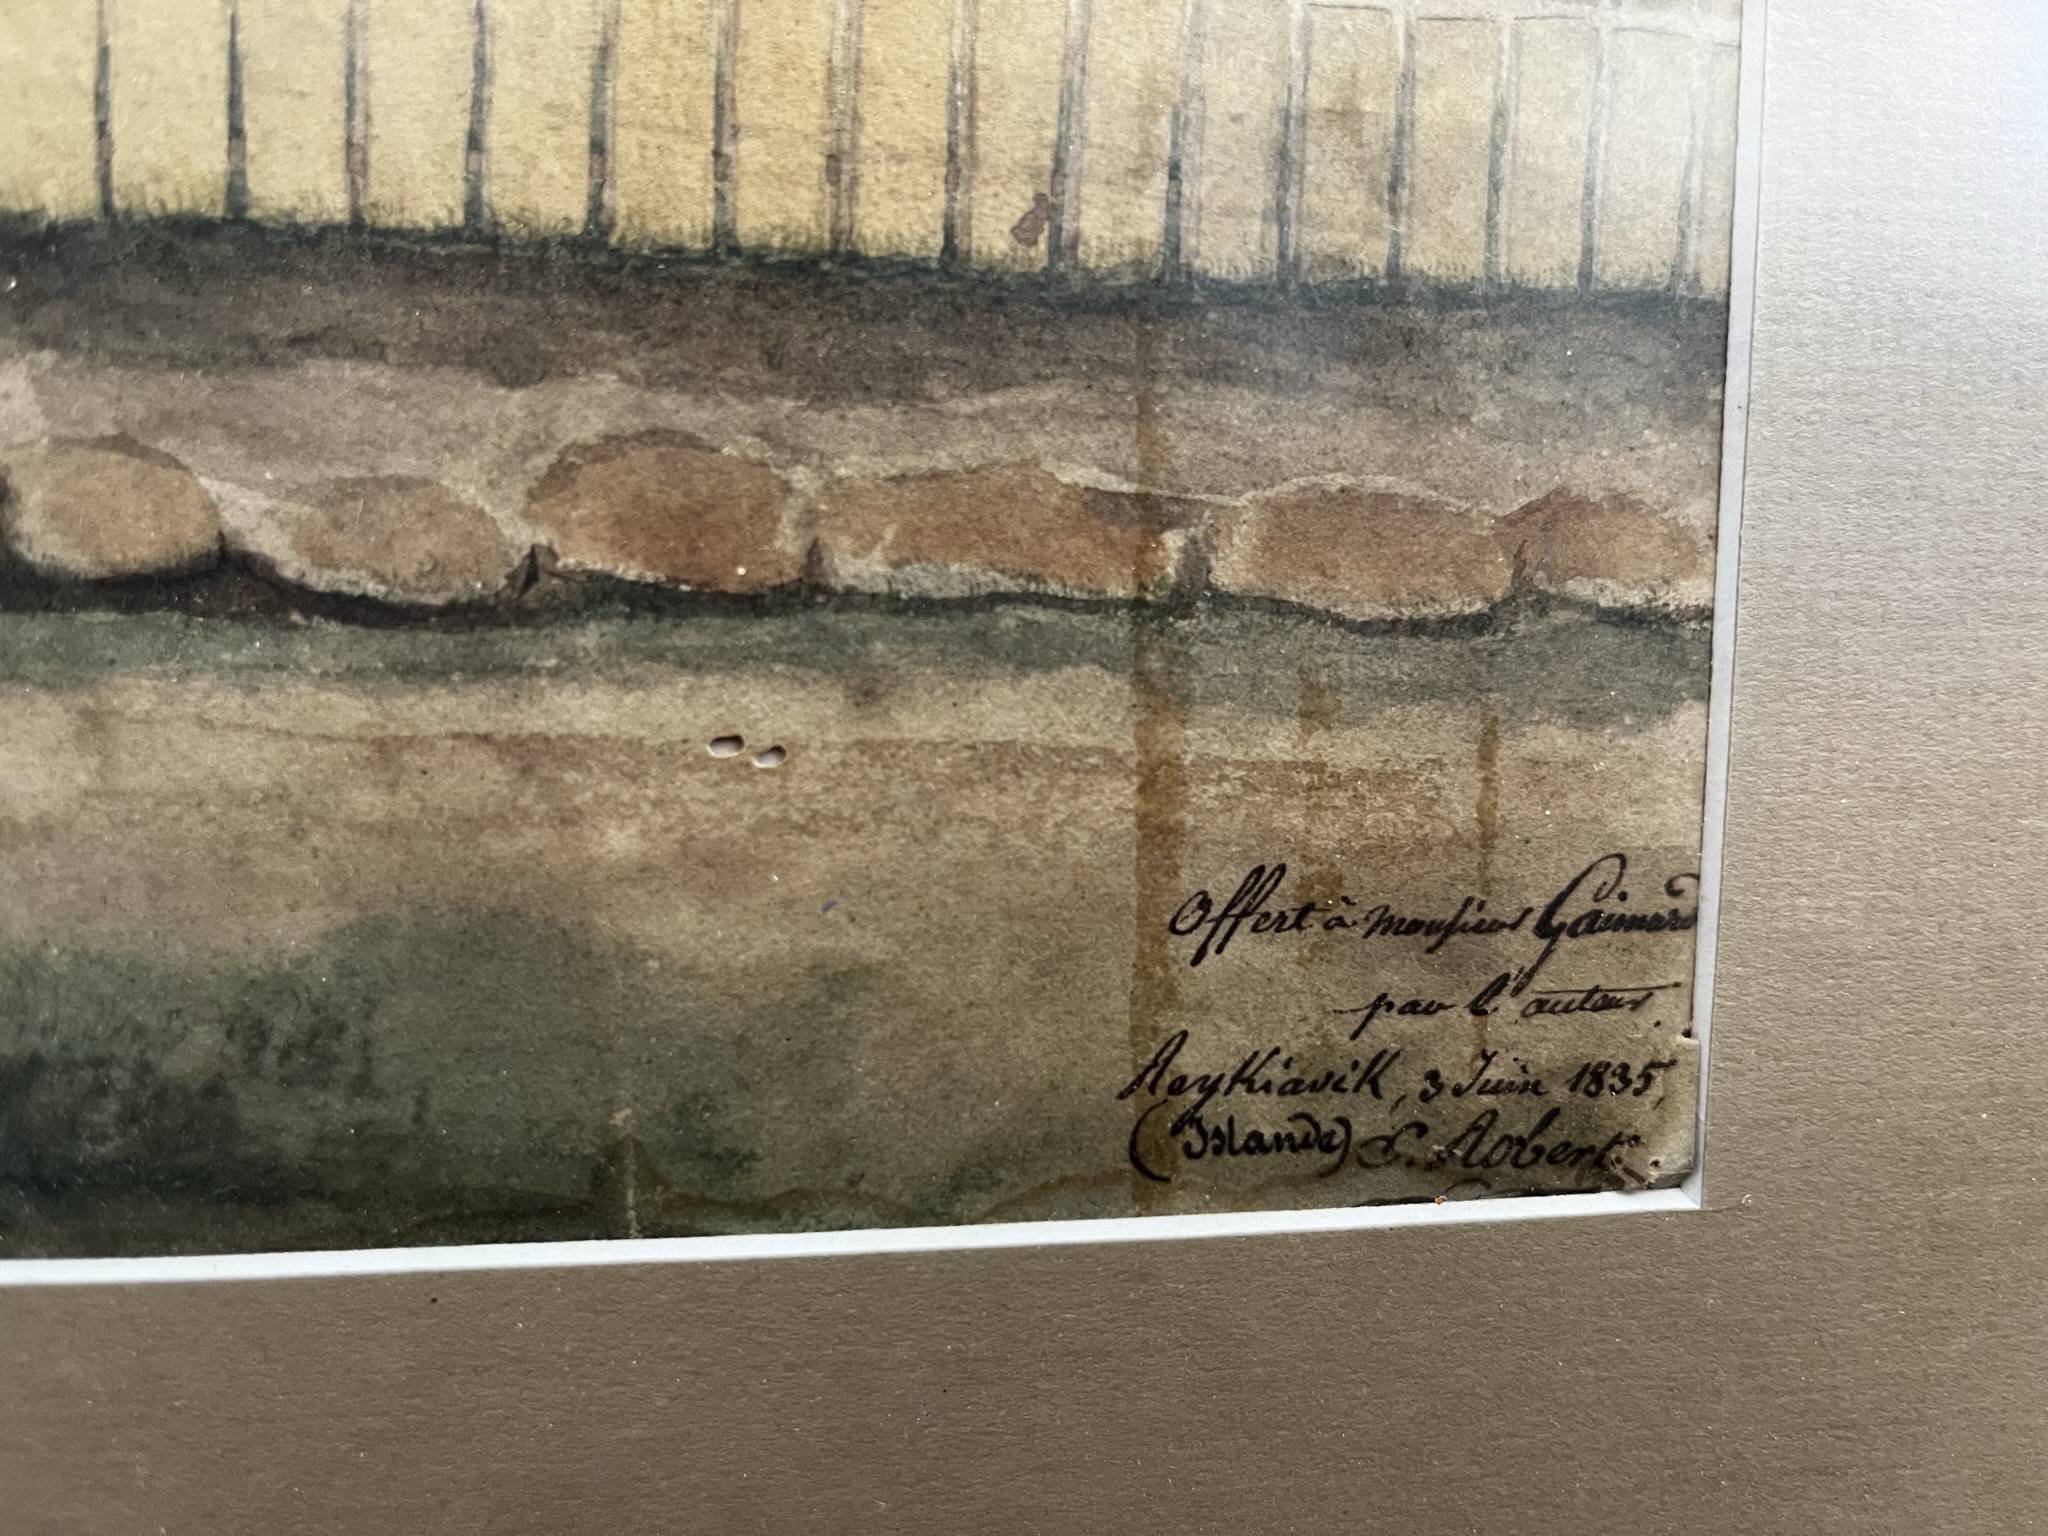 Offert à Monsieur Gaimard
par l'auteur.
Reykiavik, 3 Juin 1835,
(Islande) E. Robert.